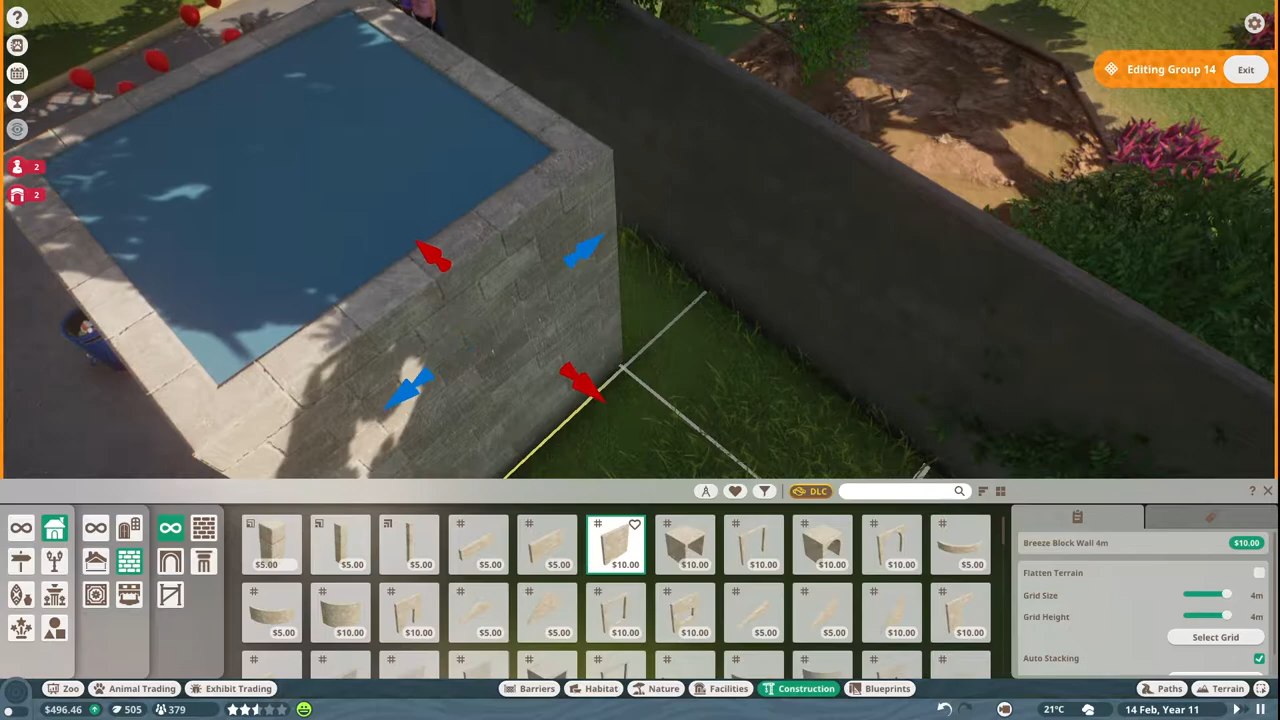 Editing Group 14 Exit
2
2
DLC
$5.00 $5.00 $5.00 $5.00 $5.00 $10.00 $10.00 $10.00 $10.00 $10.00 $5.00
$5.00 $10.00 $10.00 $5.00 $5.00 $10.00 $10.00 $5.00 $5.00 $5.00 $10.00
Breeze Block Wall 4m $10.00
Flatten Terrain
Grid Size 4m
Grid Height 4m
Select Grid
Auto Stacking
Zoo Animal Trading Exhibit Trading Barriers Habitat Nature Facilities Construction Blueprints Paths Terrain
$496.46 505 379 21°C 14 Feb, Year 11